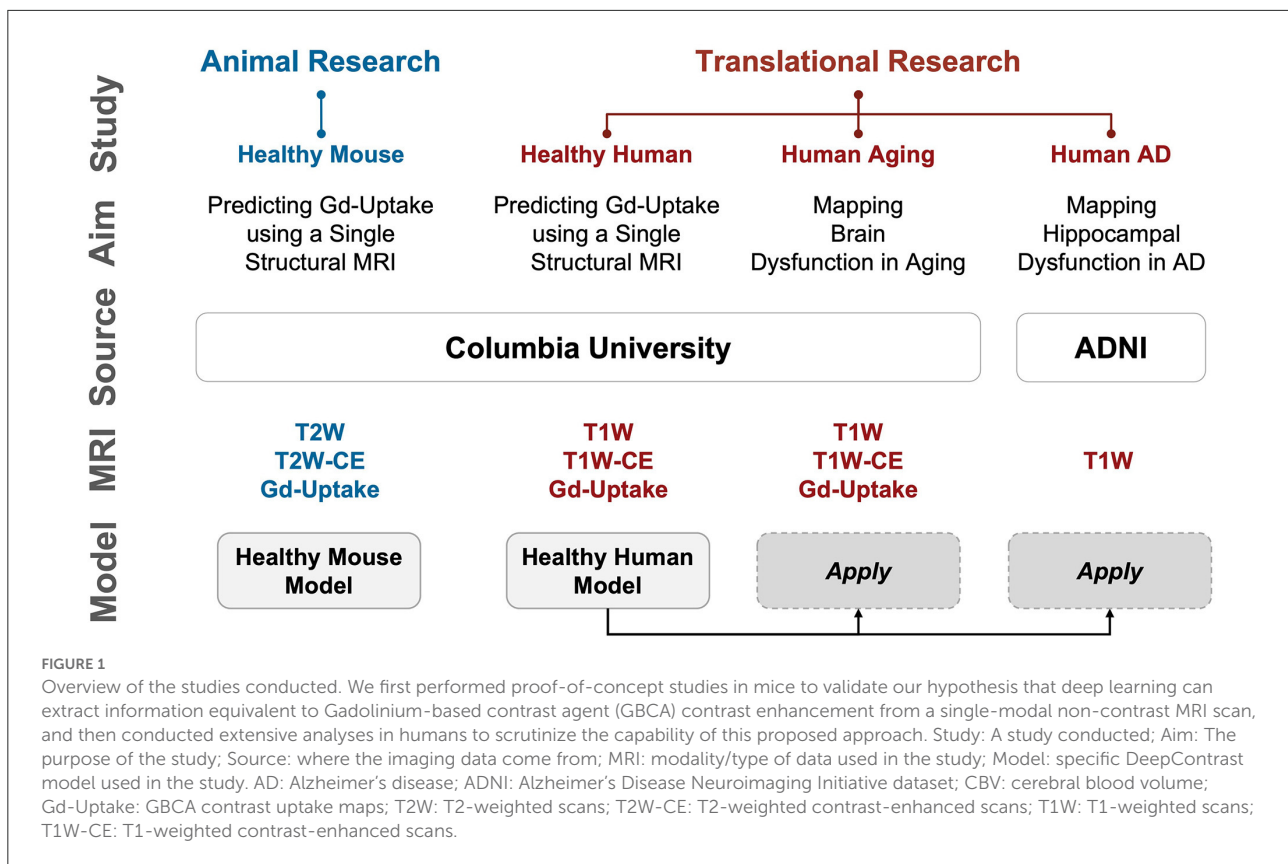 Animal Research
Translational Research
Study
Healthy Mouse
Healthy Human
Human Aging
Human AD
Aim
Predicting Gd-Uptake
using a Single
Structural MRI
Predicting Gd-Uptake
using a Single
Structural MRI
Mapping
Brain
Dysfunction in Aging
Mapping
Hippocampal
Dysfunction in AD
Source
Columbia University
ADNI
MRI
T2W
T2W-CE
Gd-Uptake
T1W
T1W-CE
Gd-Uptake
T1W
T1W-CE
Gd-Uptake
T1W
Model
Healthy Mouse
Model
Healthy Human
Model
Apply
Apply
FIGURE 1
Overview of the studies conducted. We first performed proof-of-concept studies in mice to validate our hypothesis that deep learning can
extract information equivalent to Gadolinium-based contrast agent (GBCA) contrast enhancement from a single-modal non-contrast MRI scan,
and then conducted extensive analyses in humans to scrutinize the capability of this proposed approach. Study: A study conducted; Aim: The
purpose of the study; Source: where the imaging data come from; MRI: modality/type of data used in the study; Model: specific DeepContrast
model used in the study. AD: Alzheimer's disease; ADNI: Alzheimer's Disease Neuroimaging Initiative dataset; CBV: cerebral blood volume;
Gd-Uptake: GBCA contrast uptake maps; T2W: T2-weighted scans; T2W-CE: T2-weighted contrast-enhanced scans; T1W: T1-weighted scans;
T1W-CE: T1-weighted contrast-enhanced scans.